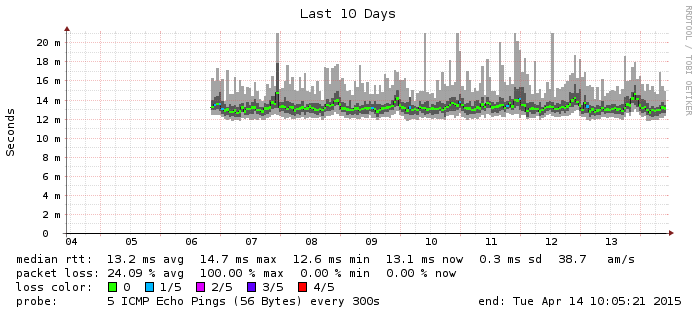 Last 10 Days
RRDTOOL / TOBI OETIKER
Seconds
20 m
18 m
16 m
14 m
12 m
10 m
8 m
6 m
4 m
2 m
0
04 05 06 07 08 09 10 11 12 13
median rtt: 13.2 ms avg 14.7 ms max 12.6 ms min 13.1 ms now 0.3 ms sd 38.7 am/s
packet loss: 24.09 % avg 100.00 % max 0.00 % min 0.00 % now
loss color: 0 1/5 2/5 3/5 4/5
probe: 5 ICMP Echo Pings (56 Bytes) every 300s end: Tue Apr 14 10:05:21 2015